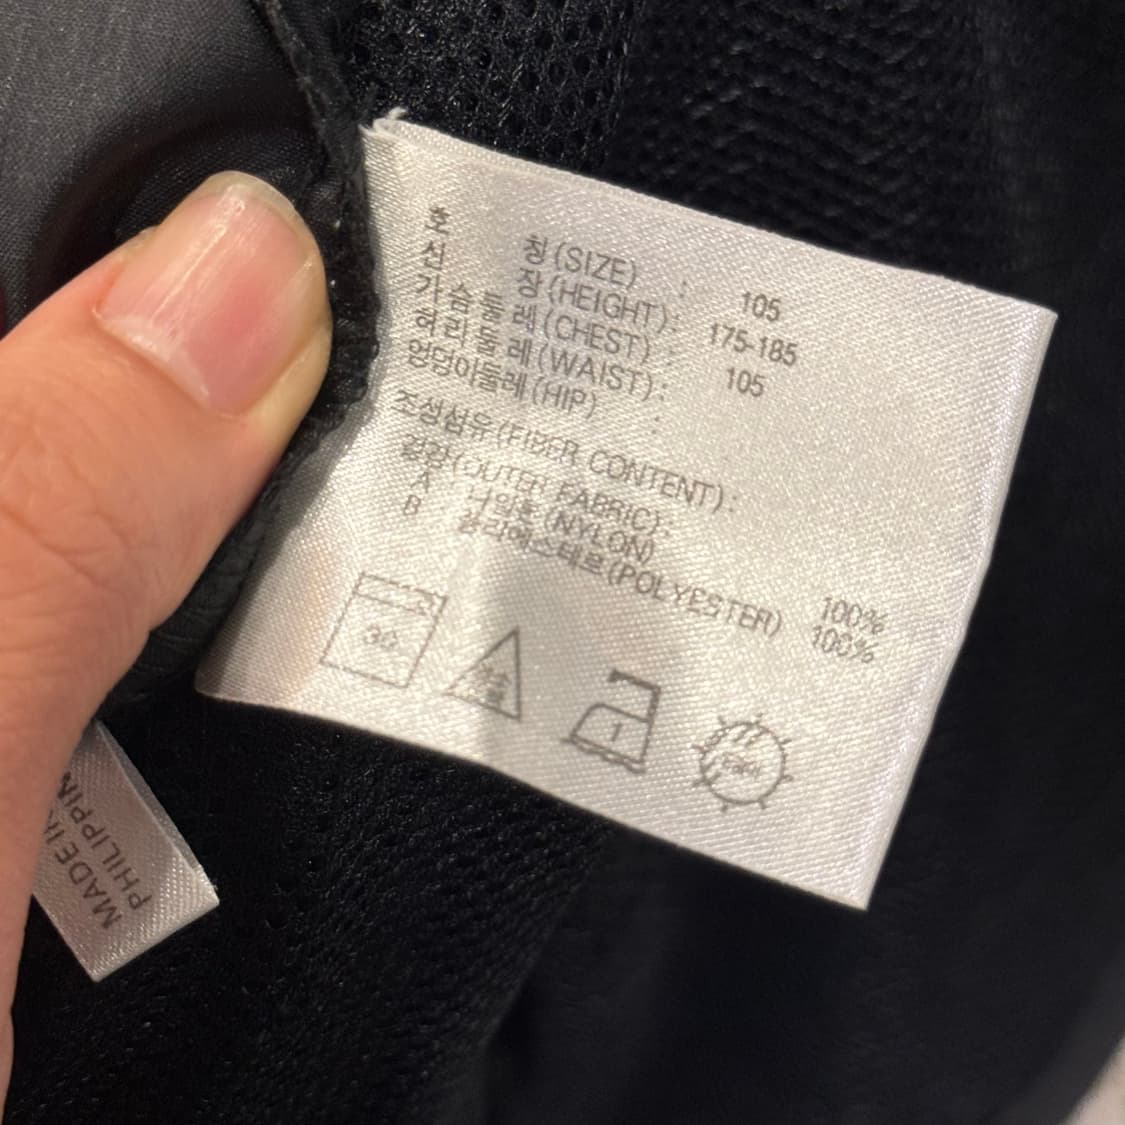 호 칭(SIZE) : 105
신 장(HEIGHT): 175-185
가슴둘레(CHEST) : 105
허리둘레(WAIST):
엉덩이둘레(HIP) :
조성섬유(FIBER CONTENT):
겉감(OUTER FABRIC):
A 나일론(NYLON) 100%
B 폴리에스테르(POLYESTER) 100%
30
1
MADE IN
PHILIPPIN